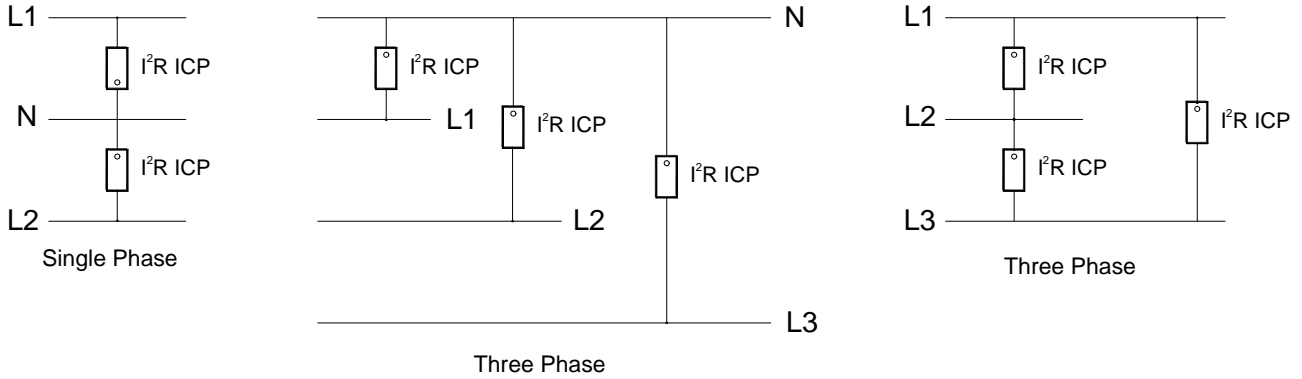 L1
I²R ICP
N
I²R ICP
L2
Single Phase
N
I²R ICP
L1
I²R ICP
I²R ICP
L2
L3
Three Phase
L1
I²R ICP
L2
I²R ICP
I²R ICP
L3
Three Phase